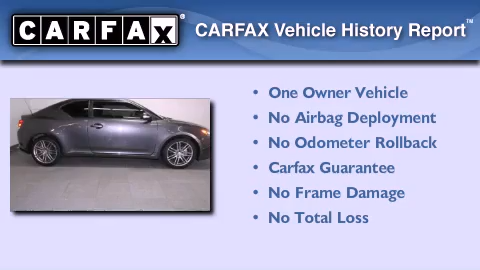 CARFAX® CARFAX Vehicle History Report™
• One Owner Vehicle
• No Airbag Deployment
• No Odometer Rollback
• Carfax Guarantee
• No Frame Damage
• No Total Loss